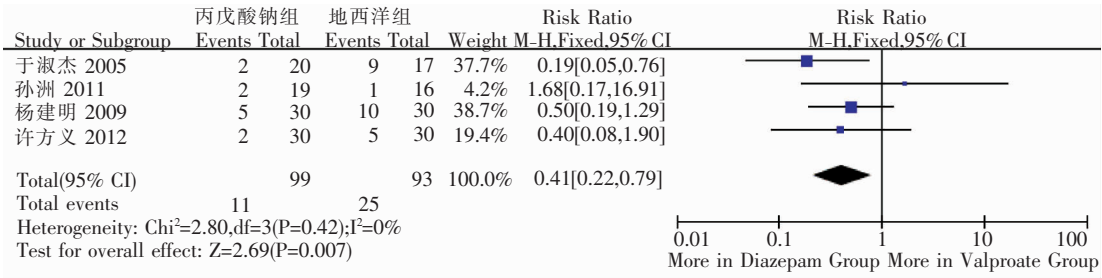 丙戊酸钠组 地西泮组 Risk Ratio Risk Ratio
Study or Subgroup Events Total Events Total Weight M-H,Fixed,95% CI M-H,Fixed,95% CI
于淑杰 2005 2 20 9 17 37.7% 0.19[0.05,0.76]
孙洲 2011 2 19 1 16 4.2% 1.68[0.17,16.91]
杨建明 2009 5 30 10 30 38.7% 0.50[0.19,1.29]
许方义 2012 2 30 5 30 19.4% 0.40[0.08,1.90]
Total(95% CI) 99 93 100.0% 0.41[0.22,0.79]
Total events 11 25
Heterogeneity: Chi²=2.80,df=3(P=0.42);I²=0%
Test for overall effect: Z=2.69(P=0.007)
0.01 0.1 1 10 100
More in Diazepam Group More in Valproate Group